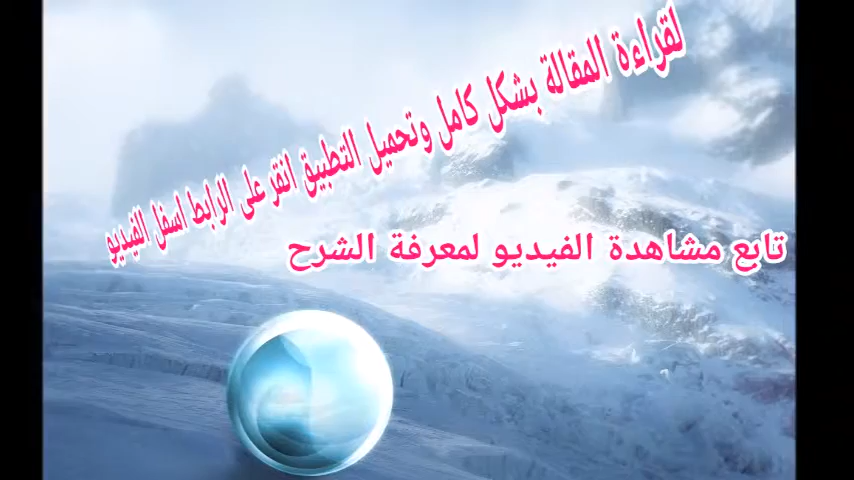 لقراءة المقالة بشكل كامل وتحميل التطبيق انقر على الرابط اسفل الفيديو
تابع مشاهدة الفيديو لمعرفة الشرح